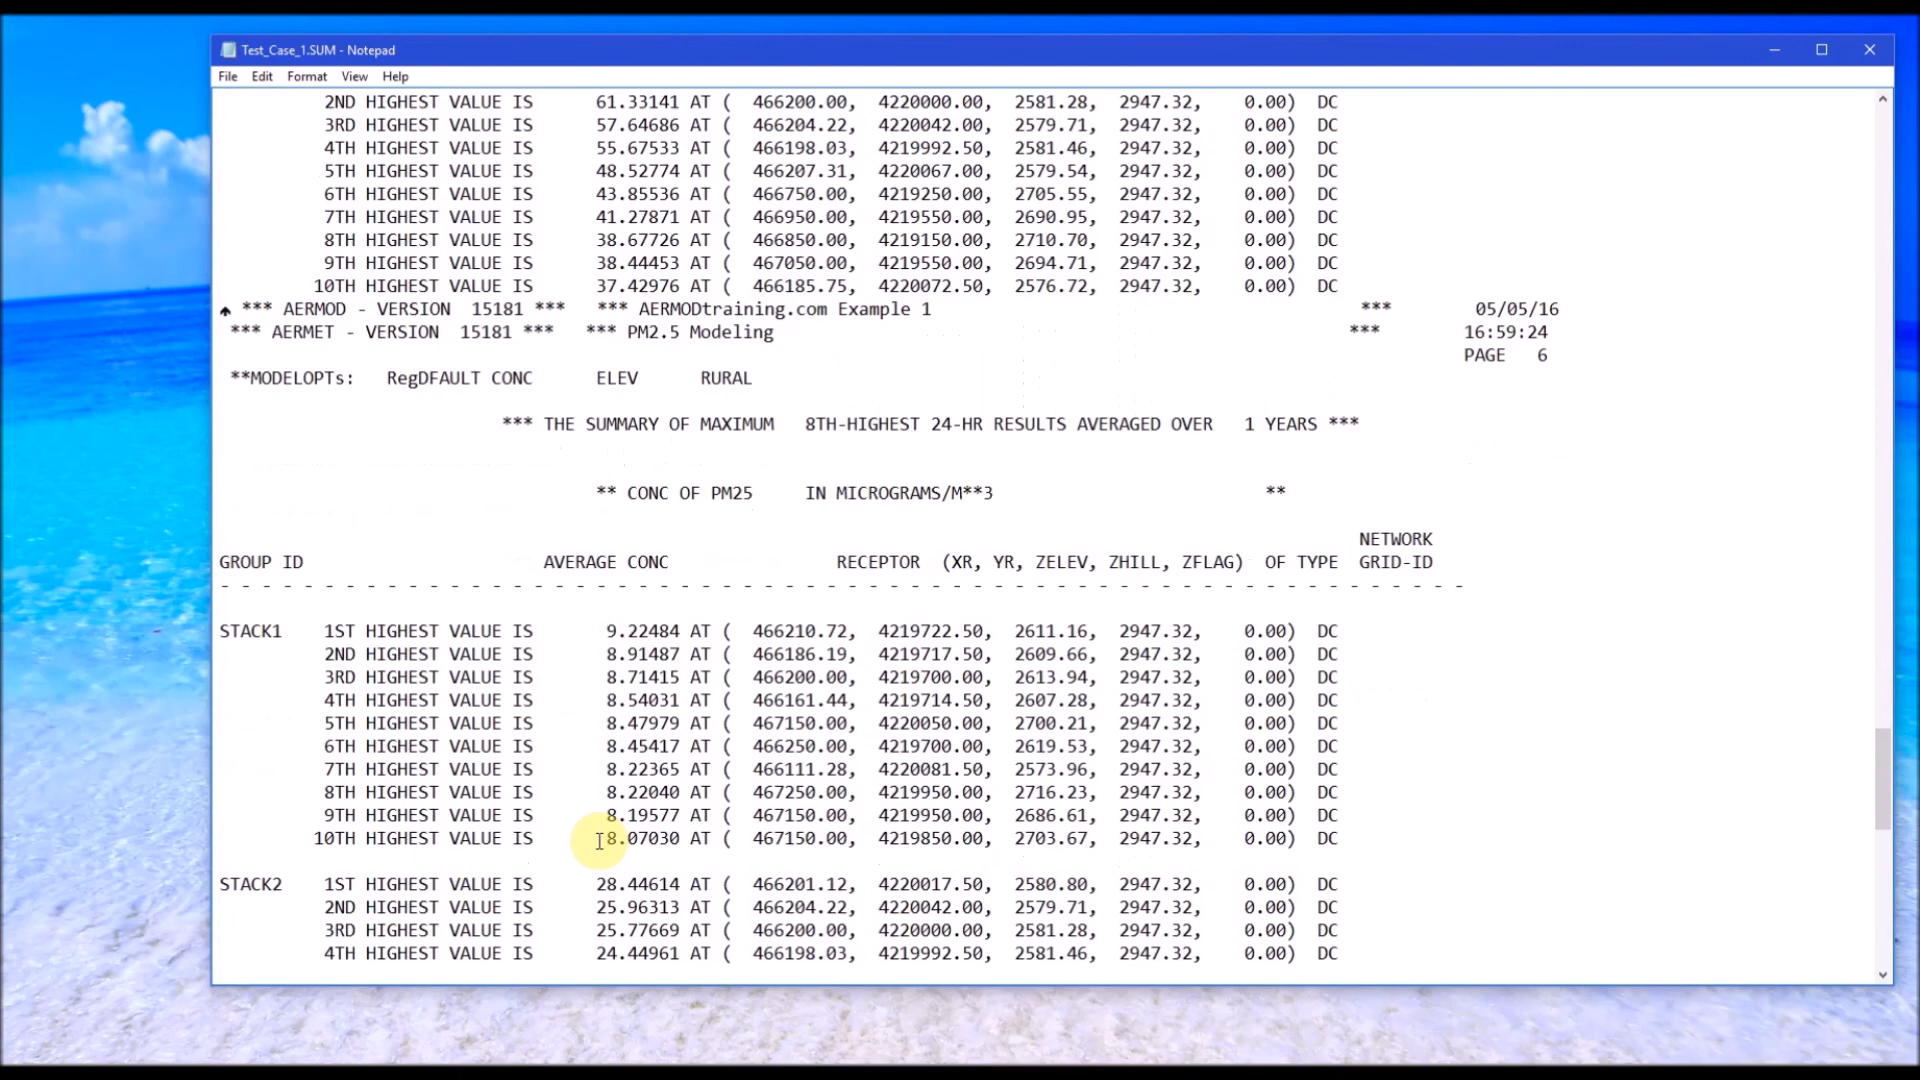 Test_Case_1.SUM - Notepad
File Edit Format View Help
2ND HIGHEST VALUE IS 61.33141 AT ( 466200.00, 4220000.00, 2581.28, 2947.32, 0.00) DC
3RD HIGHEST VALUE IS 57.64686 AT ( 466204.22, 4220042.00, 2579.71, 2947.32, 0.00) DC
4TH HIGHEST VALUE IS 55.67533 AT ( 466198.03, 4219992.50, 2581.46, 2947.32, 0.00) DC
5TH HIGHEST VALUE IS 48.52774 AT ( 466207.31, 4220067.00, 2579.54, 2947.32, 0.00) DC
6TH HIGHEST VALUE IS 43.85536 AT ( 466750.00, 4219250.00, 2705.55, 2947.32, 0.00) DC
7TH HIGHEST VALUE IS 41.27871 AT ( 466950.00, 4219550.00, 2690.95, 2947.32, 0.00) DC
8TH HIGHEST VALUE IS 38.67726 AT ( 466850.00, 4219150.00, 2710.70, 2947.32, 0.00) DC
9TH HIGHEST VALUE IS 38.44453 AT ( 467050.00, 4219550.00, 2694.71, 2947.32, 0.00) DC
10TH HIGHEST VALUE IS 37.42976 AT ( 466185.75, 4220072.50, 2576.72, 2947.32, 0.00) DC
*** AERMOD - VERSION 15181 *** *** AERMODtraining.com Example 1 *** 05/05/16
*** AERMET - VERSION 15181 *** *** PM2.5 Modeling *** 16:59:24
PAGE 6
**MODELOPTs: RegDFAULT CONC ELEV RURAL
*** THE SUMMARY OF MAXIMUM 8TH-HIGHEST 24-HR RESULTS AVERAGED OVER 1 YEARS ***
** CONC OF PM25 IN MICROGRAMS/M**3 **
NETWORK
GROUP ID AVERAGE CONC RECEPTOR (XR, YR, ZELEV, ZHILL, ZFLAG) OF TYPE GRID-ID
- - - - - - - - - - - - - - - - - - - - - - - - - - - - - - - - - - - - - - - - - - - - - - - - - - - - - - - - - - - -
STACK1 1ST HIGHEST VALUE IS 9.22484 AT ( 466210.72, 4219722.50, 2611.16, 2947.32, 0.00) DC
2ND HIGHEST VALUE IS 8.91487 AT ( 466186.19, 4219717.50, 2609.66, 2947.32, 0.00) DC
3RD HIGHEST VALUE IS 8.71415 AT ( 466200.00, 4219700.00, 2613.94, 2947.32, 0.00) DC
4TH HIGHEST VALUE IS 8.54031 AT ( 466161.44, 4219714.50, 2607.28, 2947.32, 0.00) DC
5TH HIGHEST VALUE IS 8.47979 AT ( 467150.00, 4220050.00, 2700.21, 2947.32, 0.00) DC
6TH HIGHEST VALUE IS 8.45417 AT ( 466250.00, 4219700.00, 2619.53, 2947.32, 0.00) DC
7TH HIGHEST VALUE IS 8.22365 AT ( 466111.28, 4220081.50, 2573.96, 2947.32, 0.00) DC
8TH HIGHEST VALUE IS 8.22040 AT ( 467250.00, 4219950.00, 2716.23, 2947.32, 0.00) DC
9TH HIGHEST VALUE IS 8.19577 AT ( 467150.00, 4219950.00, 2686.61, 2947.32, 0.00) DC
10TH HIGHEST VALUE IS 8.07030 AT ( 467150.00, 4219850.00, 2703.67, 2947.32, 0.00) DC
STACK2 1ST HIGHEST VALUE IS 28.44614 AT ( 466201.12, 4220017.50, 2580.80, 2947.32, 0.00) DC
2ND HIGHEST VALUE IS 25.96313 AT ( 466204.22, 4220042.00, 2579.71, 2947.32, 0.00) DC
3RD HIGHEST VALUE IS 25.77669 AT ( 466200.00, 4220000.00, 2581.28, 2947.32, 0.00) DC
4TH HIGHEST VALUE IS 24.44961 AT ( 466198.03, 4219992.50, 2581.46, 2947.32, 0.00) DC